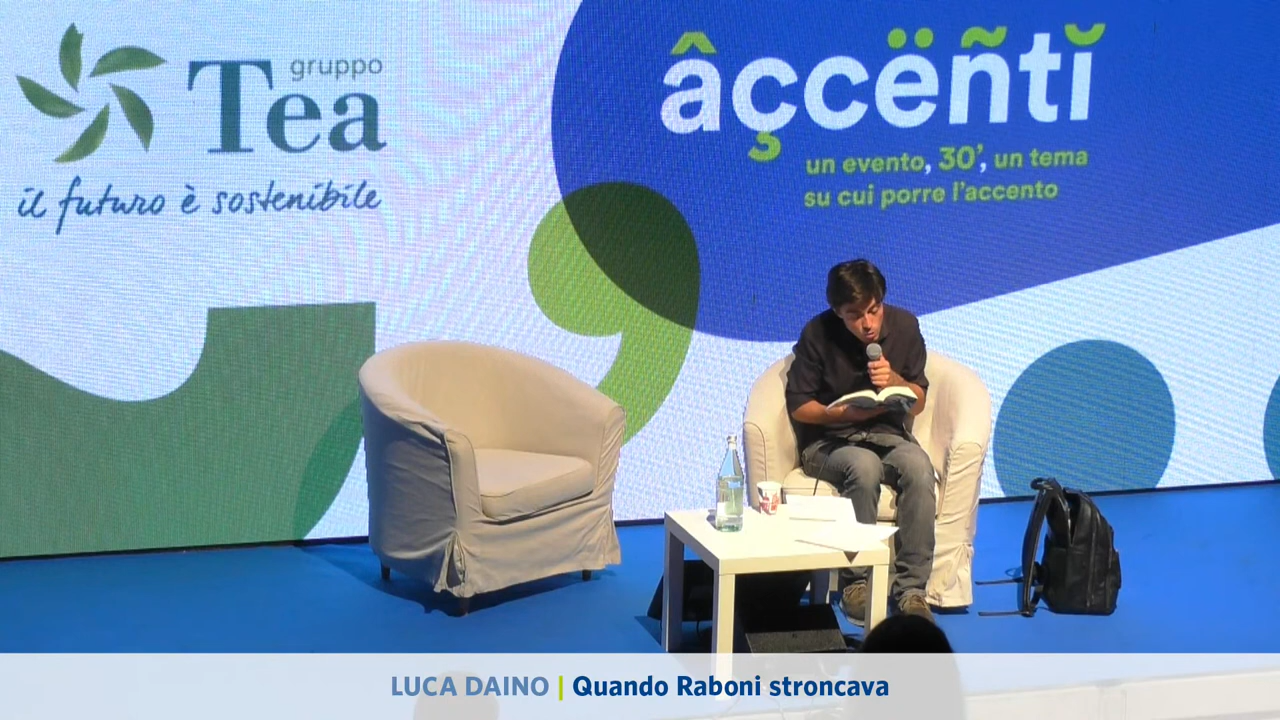 gruppo
Tea
il futuro è sostenibile
âççëñtĭ
un evento, 30’, un tema
su cui porre l’accento
LUCA DAINO | Quando Raboni stroncava